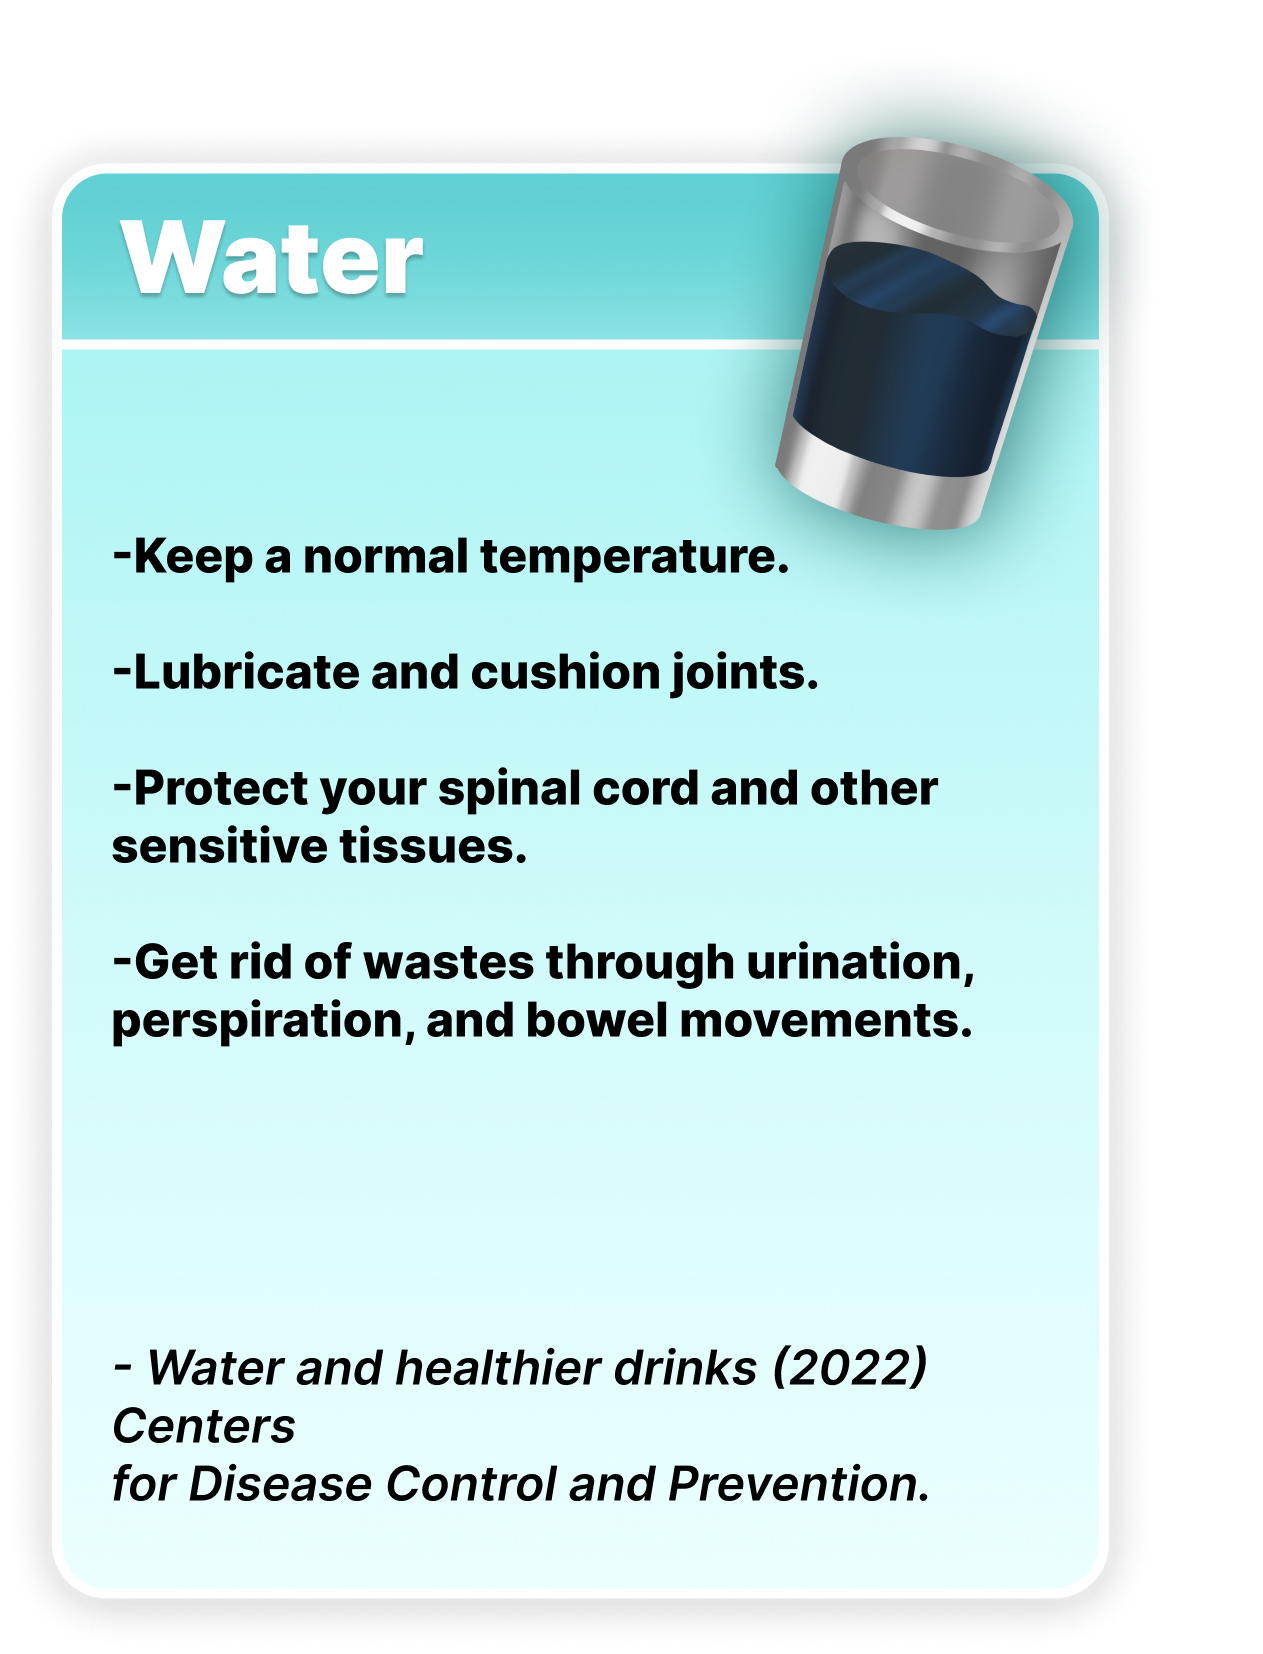 Water
-Keep a normal temperature.
-Lubricate and cushion joints.
-Protect your spinal cord and other
sensitive tissues.
-Get rid of wastes through urination,
perspiration, and bowel movements.
- Water and healthier drinks (2022)
Centers
for Disease Control and Prevention.